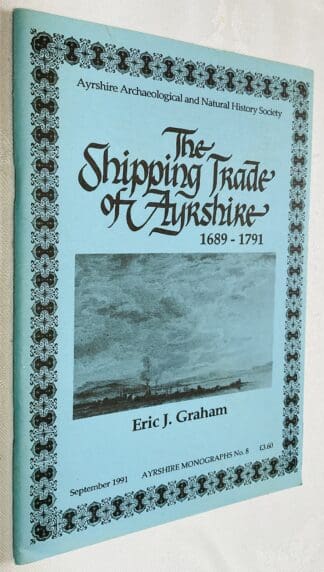 Ayrshire Archaeological and Natural History Society
The
Shipping Trade
of Ayrshire
1689 - 1791
Eric J. Graham
September 1991 AYRSHIRE MONOGRAPHS No. 8 £3.60